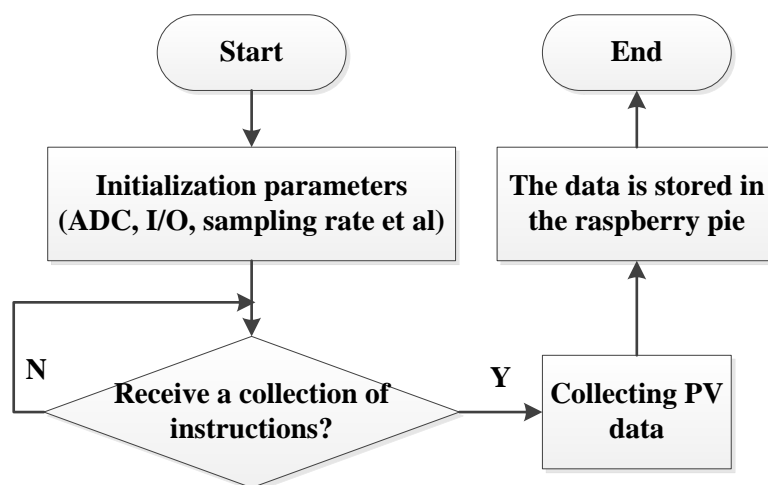 Start
Initialization parameters
(ADC, I/O, sampling rate et al)
N
Receive a collection of
instructions?
Y
Collecting PV
data
The data is stored in
the raspberry pie
End